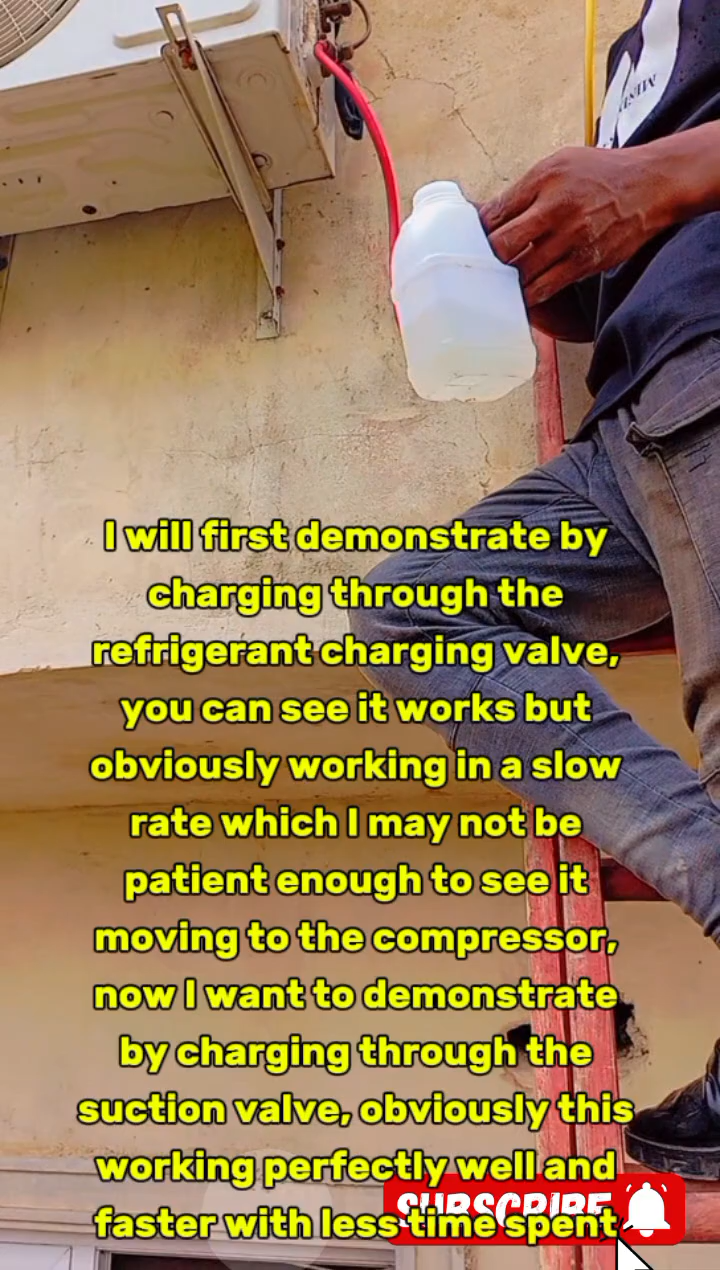 I will first demonstrate by
charging through the
refrigerant charging valve,
you can see it works but
obviously working in a slow
rate which I may not be
patient enough to see it
moving to the compressor,
now I want to demonstrate
by charging through the
suction valve, obviously this
working perfectly well and
faster with less time spent
SUBSCRIBE